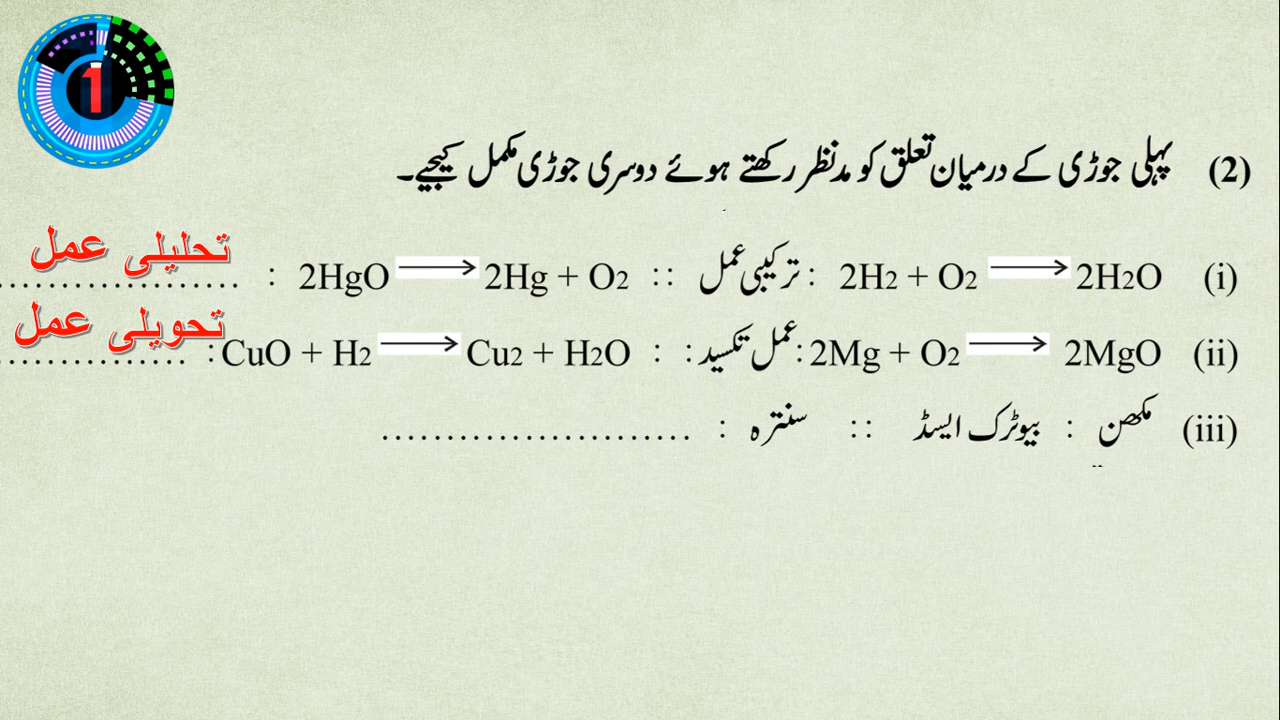 1
(2) پہلی جوڑی کے درمیان تعلق کو مدنظر رکھتے ہوئے دوسری جوڑی مکمل کیجیے۔
(i) 2H2 + O2 ⟶ 2H2O : ترکیبی عمل :: 2HgO ⟶ 2Hg + O2 : ................... تحلیلی عمل
(ii) 2Mg + O2 ⟶ 2MgO : عمل تکسید :: CuO + H2 ⟶ Cu2 + H2O : ............... تحویلی عمل
(iii) مکھن : بیوٹرک ایسڈ :: سنترہ : ........................